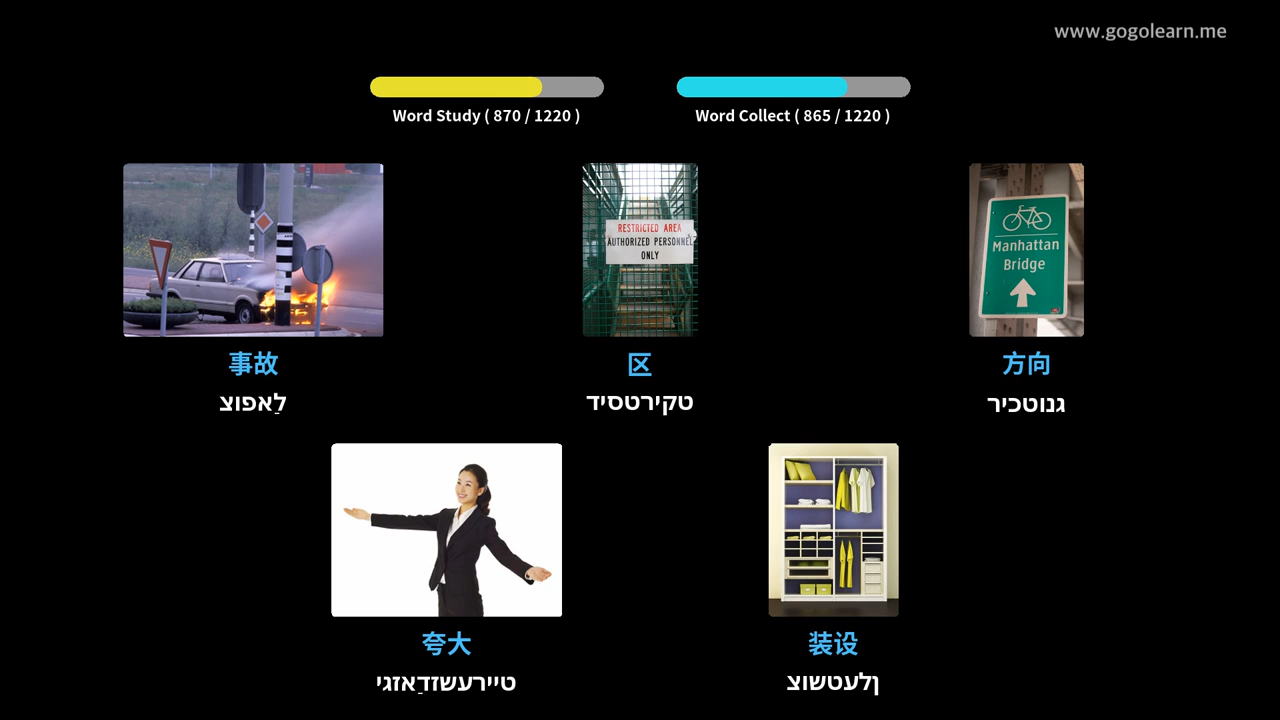 www.gogolearn.me
Word Study ( 870 / 1220 )
Word Collect ( 865 / 1220 )
RESTRICTED AREA
AUTHORIZED PERSONNEL
ONLY
Manhattan
Bridge
事故
区
方向
לַאפוצ
טקירטסיד
גנוטכיר
夸大
装设
טיירעשזדַאזגי
ןלעטשוצ